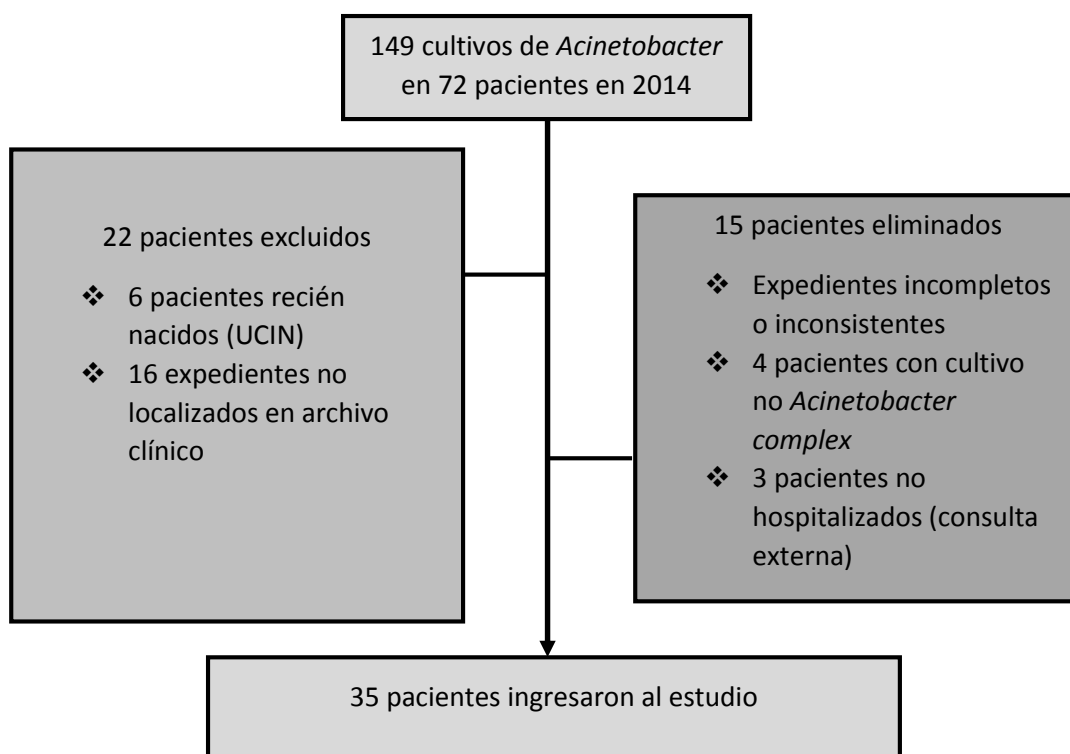 149 cultivos de Acinetobacter
en 72 pacientes en 2014
22 pacientes excluidos
❖ 6 pacientes recién
nacidos (UCIN)
❖ 16 expedientes no
localizados en archivo
clínico
15 pacientes eliminados
❖ Expedientes incompletos
o inconsistentes
❖ 4 pacientes con cultivo
no Acinetobacter
complex
❖ 3 pacientes no
hospitalizados (consulta
externa)
35 pacientes ingresaron al estudio